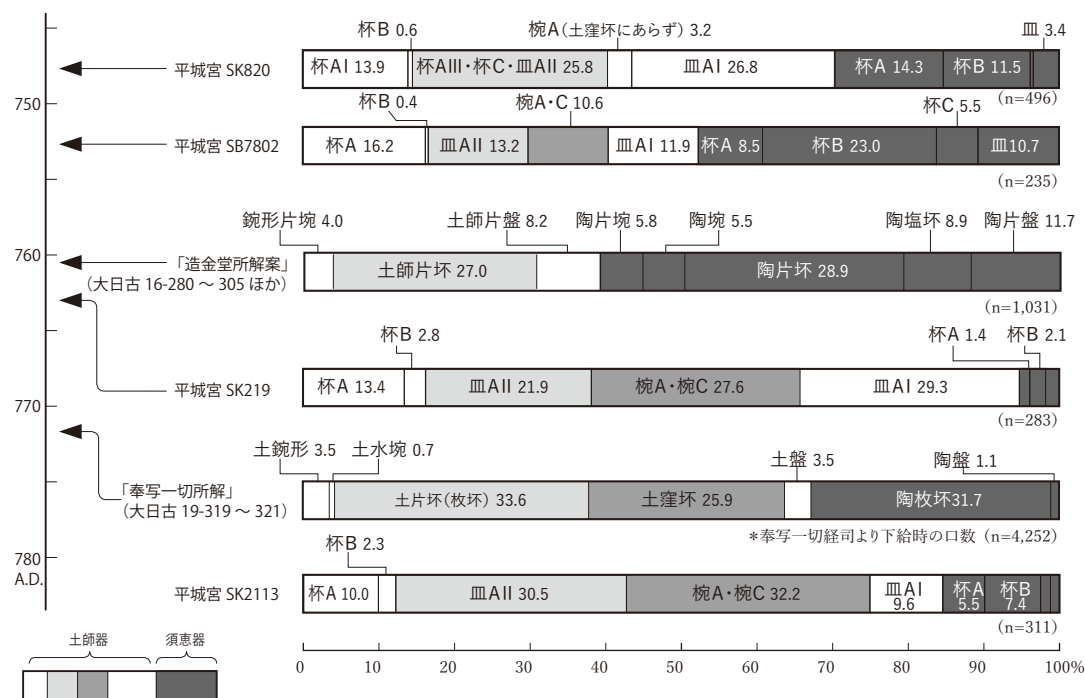 杯B 0.6
椀A(土窪坏にあらず) 3.2
皿 3.4
平城宮 SK820
杯AI 13.9
杯AIII・杯C・皿AII 25.8
皿AI 26.8
杯A 14.3
杯B 11.5
(n=496)
750
杯B 0.4
椀A・C 10.6
杯C 5.5
平城宮 SB7802
杯A 16.2
皿AII 13.2
皿AI 11.9
杯A 8.5
杯B 23.0
皿10.7
(n=235)
鋺形片埦 4.0
土師片盤 8.2
陶片埦 5.8
陶埦 5.5
陶塩坏 8.9
陶片盤 11.7
760
「造金堂所解案」
(大日古 16-280 ～ 305 ほか)
土師片坏 27.0
陶片坏 28.9
(n=1,031)
杯B 2.8
杯A 1.4
杯B 2.1
平城宮 SK219
杯A 13.4
皿AII 21.9
椀A・椀C 27.6
皿AI 29.3
(n=283)
770
土鋺形 3.5
土水埦 0.7
土盤 3.5
陶盤 1.1
「奉写一切所解」
(大日古 19-319 ～ 321)
土片坏(枚坏) 33.6
土窪坏 25.9
陶枚坏31.7
*奉写一切経司より下給時の口数 (n=4,252)
780
A.D.
杯B 2.3
平城宮 SK2113
杯A 10.0
皿AII 30.5
椀A・椀C 32.2
皿AI
9.6
杯A
5.5
杯B
7.4
(n=311)
土師器
須恵器
0 10 20 30 40 50 60 70 80 90 100%